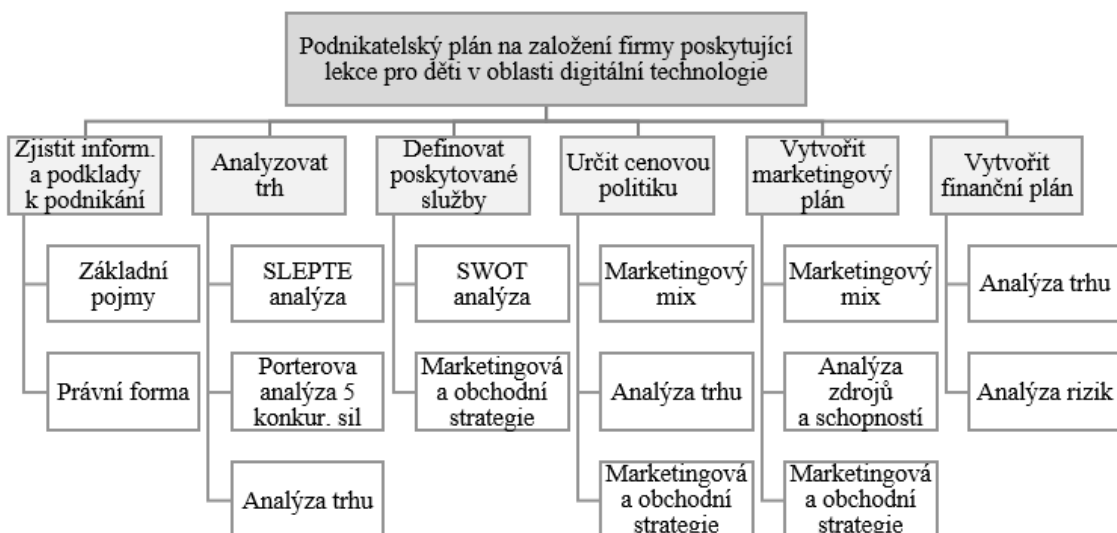 Podnikatelský plán na založení firmy poskytující
lekce pro děti v oblasti digitální technologie
Zjistit inform.
a podklady
k podnikání
Základní
pojmy
Právní forma
Analyzovat
trh
SLEPTE
analýza
Porterova
analýza 5
konkur. sil
Analýza trhu
Definovat
poskytované
služby
SWOT
analýza
Marketingová
a obchodní
strategie
Určit cenovou
politiku
Marketingový
mix
Analýza trhu
Marketingová
a obchodní
strategie
Vytvořit
marketingový
plán
Marketingový
mix
Analýza
zdrojů
a schopností
Marketingová
a obchodní
strategie
Vytvořit
finanční plán
Analýza trhu
Analýza rizik